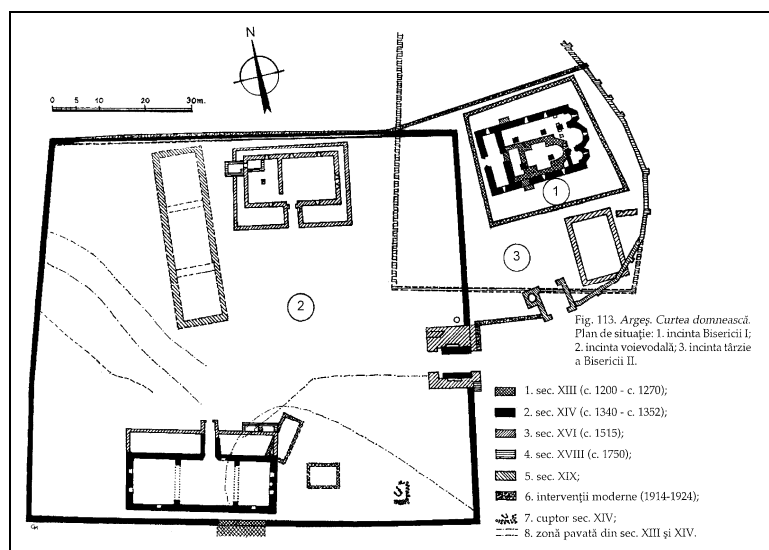 N
0 5 10 20 30 m.
1
3
2
Fig. 113. Argeş. Curtea domnească.
Plan de situaţie: 1. incinta Bisericii I;
2. incinta voievodală; 3. incinta târzie
a Bisericii II.
1. sec. XIII (c. 1200 - c. 1270);
2. sec. XIV (c. 1340 - c. 1352);
3. sec. XVI (c. 1515);
4. sec. XVIII (c. 1750);
5. sec. XIX;
6. intervenţii moderne (1914-1924);
7. cuptor sec. XIV;
8. zonă pavată din sec. XIII şi XIV.